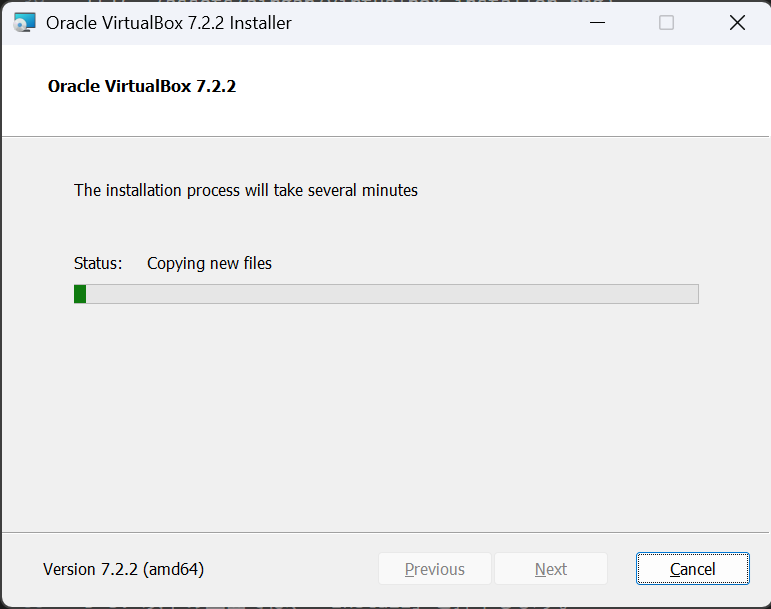 Oracle VirtualBox 7.2.2 Installer
Oracle VirtualBox 7.2.2
The installation process will take several minutes
Status: Copying new files
Version 7.2.2 (amd64) Previous Next Cancel